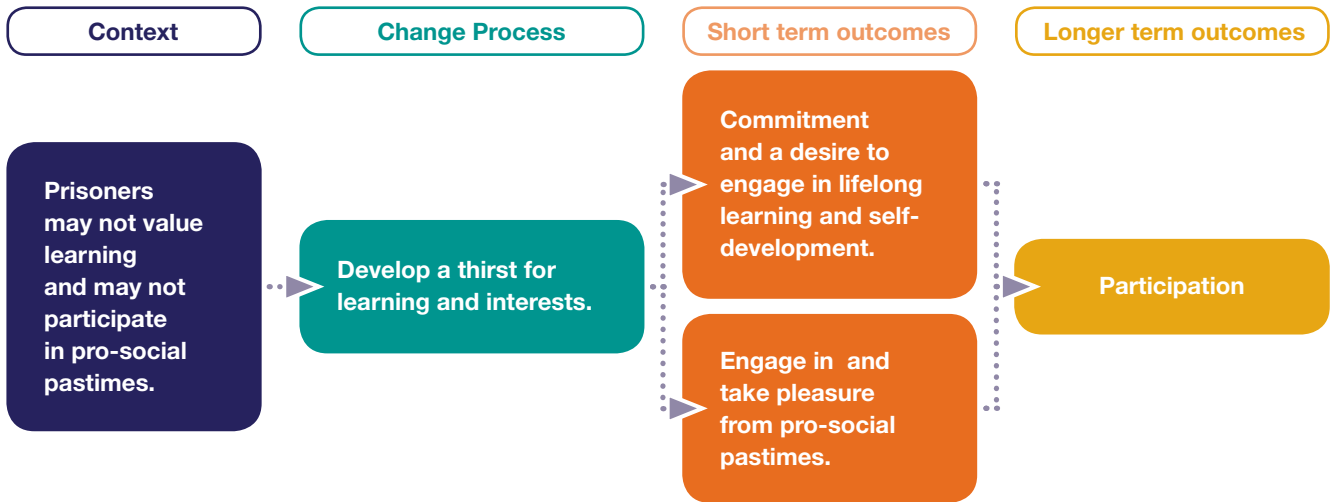 Context
Change Process
Short term outcomes
Longer term outcomes
Prisoners
may not value
learning
and may not
participate
in pro-social
pastimes.
Develop a thirst for
learning and interests.
Commitment
and a desire to
engage in lifelong
learning and self-
development.
Engage in  and
take pleasure
from pro-social
pastimes.
Participation